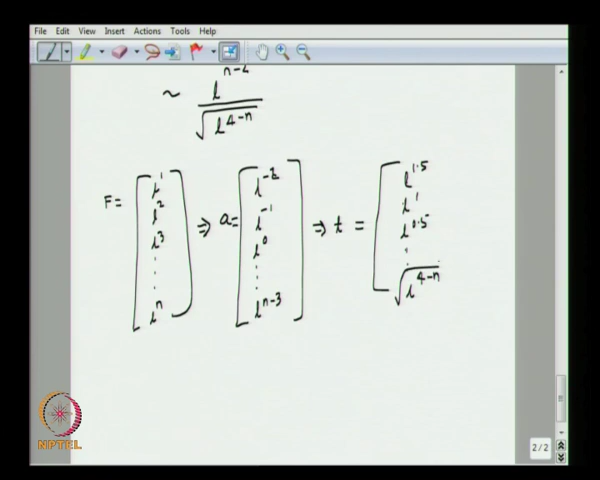 File Edit View Insert Actions Tools Help
~ l^{n-2} / √(l^{4-n})
F = [l^1 l^2 l^3 . . . l^n] ⇒ a = [l^{-2} l^{-1} l^0 . . . l^{n-3}] ⇒ t = [l^{1.5} l^1 l^{0.5} . . √(l^{4-n})]
NPTEL
2/2